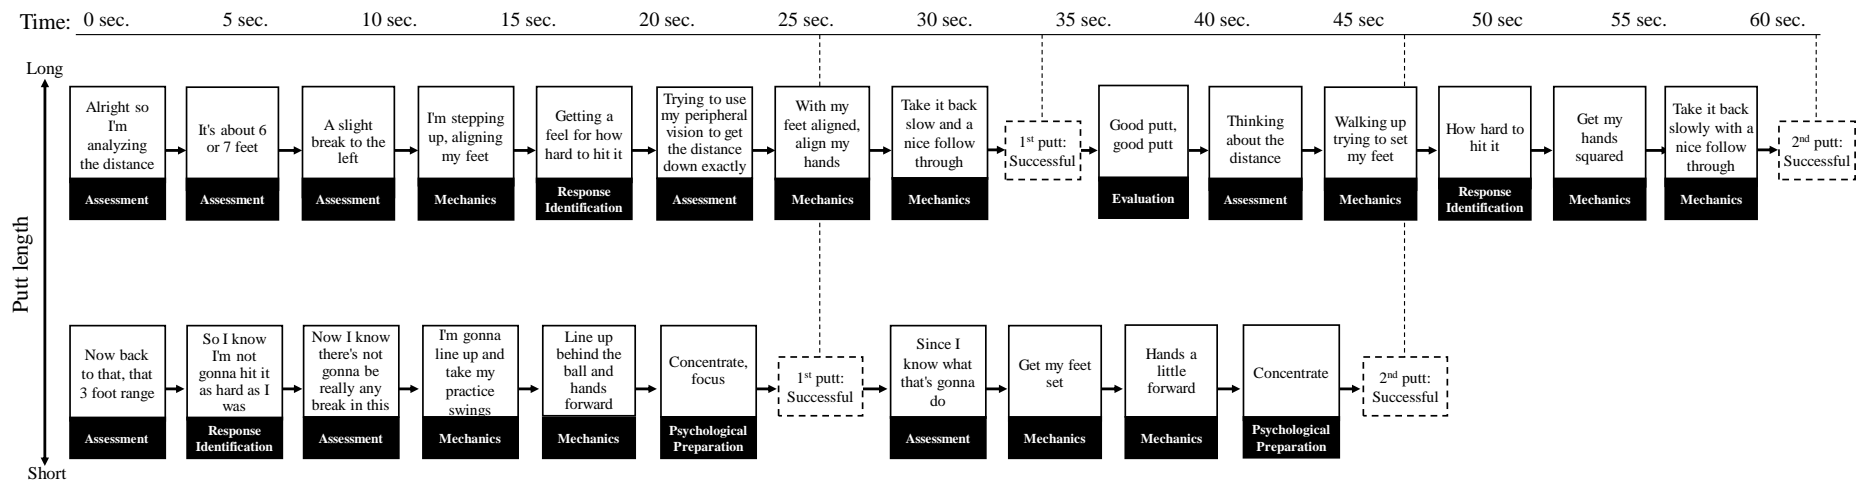 Time: 0 sec. 5 sec. 10 sec. 15 sec. 20 sec. 25 sec. 30 sec. 35 sec. 40 sec. 45 sec 50 sec 55 sec. 60 sec.
Long
Putt length
Short
Alright so
I'm
analyzing
the distance
Assessment
It's about 6
or 7 feet
Assessment
A slight
break to the
left
Assessment
I'm stepping
up, aligning
my feet
Mechanics
Getting a
feel for how
hard to hit it
Response
Identification
Trying to use
my peripheral
vision to get
the distance
down exactly
Assessment
With my
feet aligned,
align my
hands
Mechanics
Take it back
slow and a
nice follow
through
Mechanics
1st putt:
Successful
Good putt,
good putt
Evaluation
Thinking
about the
distance
Assessment
Walking up
trying to set
my feet
Mechanics
How hard to
hit it
Response
Identification
Get my
hands
squared
Mechanics
Take it back
slowly with a
nice follow
through
Mechanics
2nd putt:
Successful
Now back
to that, that
3 foot range
Assessment
So I know
I'm not
gonna hit it
as hard as I
was
Response
Identification
Now I know
there's not
gonna be
really any
break in this
Assessment
I'm gonna
line up and
take my
practice
swings
Mechanics
Line up
behind the
ball and
hands
forward
Mechanics
Concentrate,
focus
Psychological
Preparation
1st putt:
Successful
Since I
know what
that's gonna
do
Assessment
Get my feet
set
Mechanics
Hands a
little
forward
Mechanics
Concentrate
Psychological
Preparation
2nd putt:
Successful